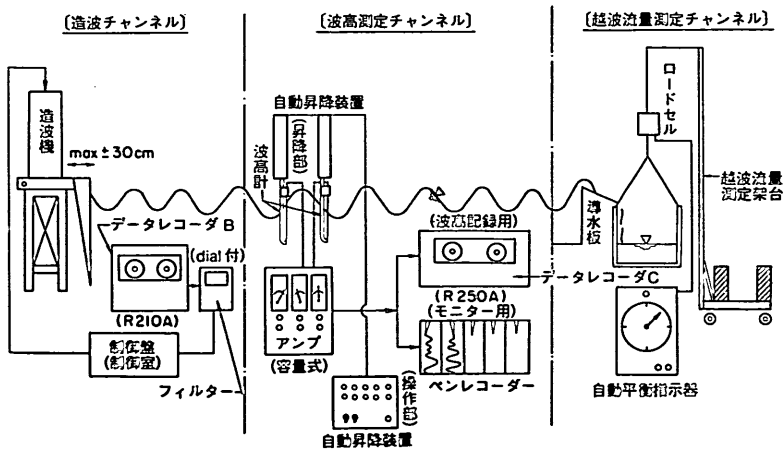 〔造波チャンネル〕
〔波高測定チャンネル〕
〔越波流量測定チャンネル〕
造波機
max±30cm
データレコーダB
(dial付)
(R210A)
制御盤
(制御室)
フィルター
自動昇降装置
(昇降部)
波高計
アンプ
(容量式)
(操作部)
自動昇降装置
(波高記録用)
データレコーダC
(R250A)
(モニター用)
ペンレコーダー
導水板
ロードセル
越波流量
測定架台
自動平衡指示器